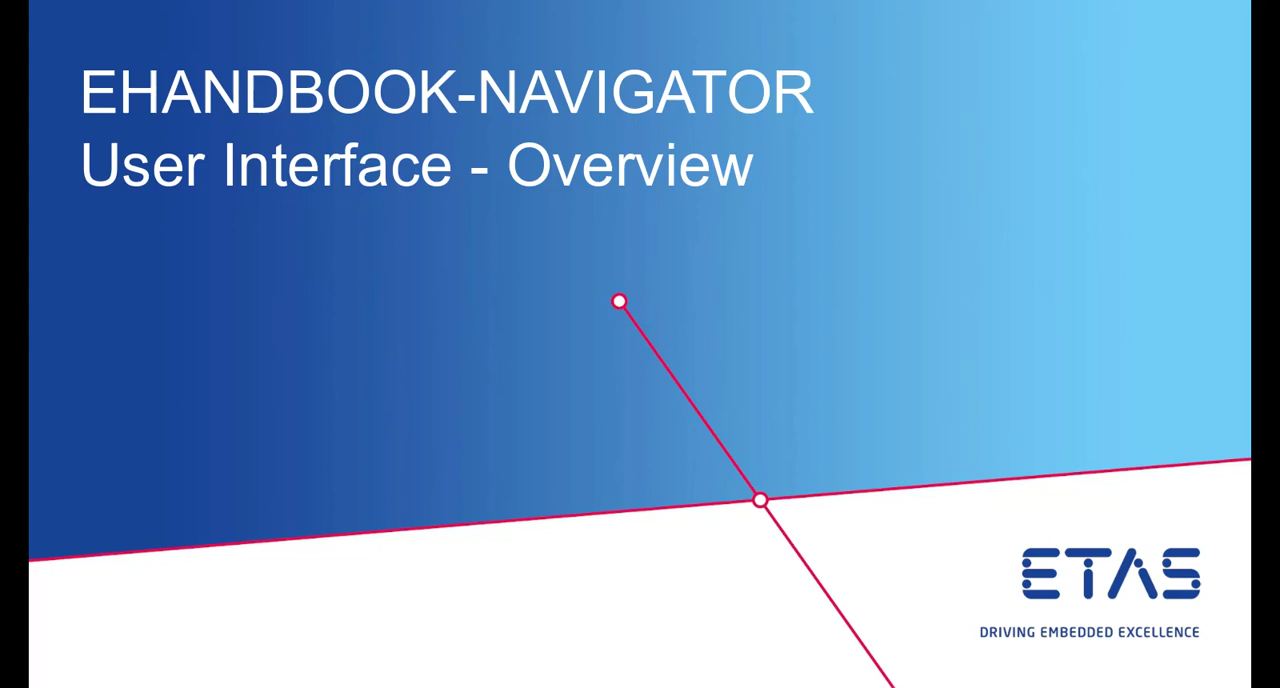 EHANDBOOK-NAVIGATOR
User Interface - Overview
ETAS
DRIVING EMBEDDED EXCELLENCE